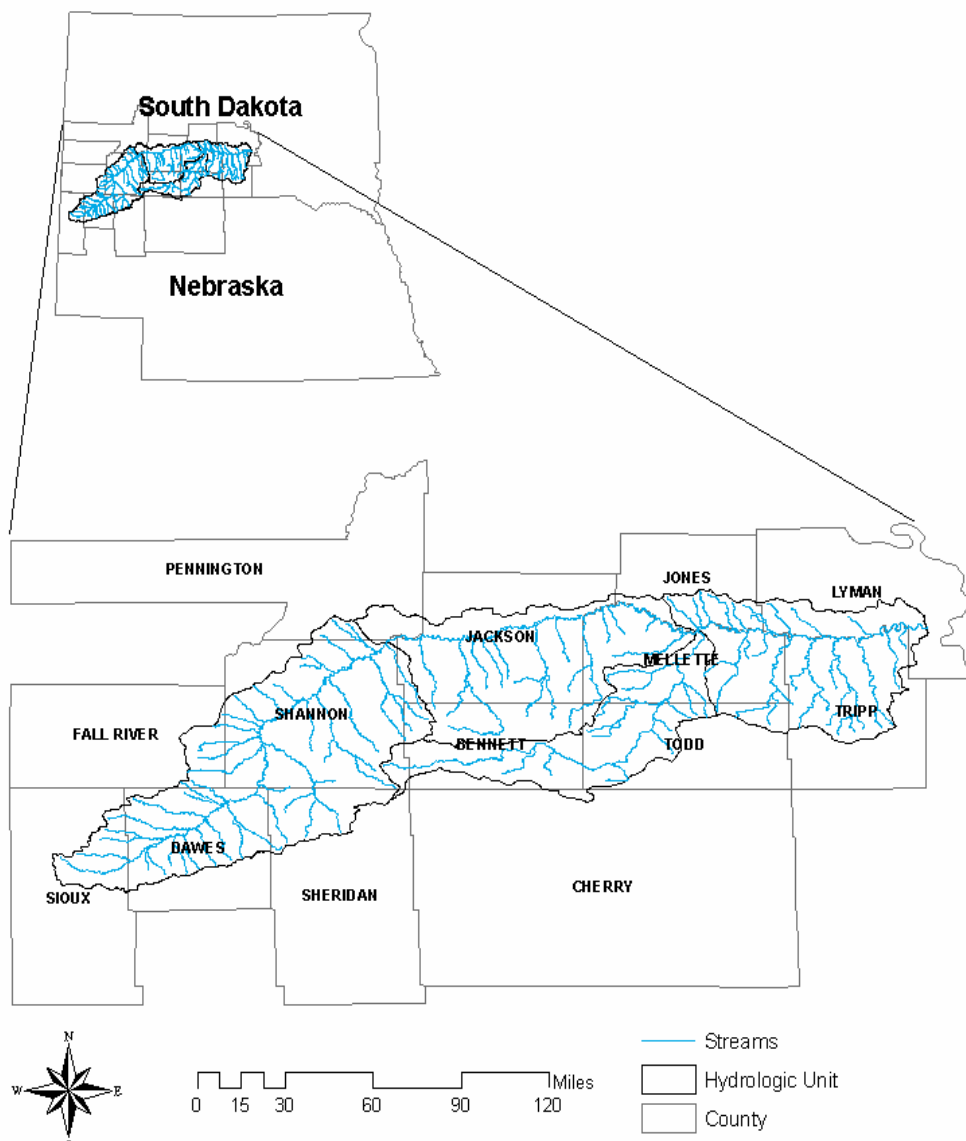 South Dakota
Nebraska
PENNINGTON
JONES
LYMAN
JACKSON
MELLETTE
SHANNON
TRIPP
FALL RIVER
BENNETT
TODD
DAWES
SIOUX
SHERIDAN
CHERRY
N
W
E
S
Miles
0 15 30 60 90 120
Streams
Hydrologic Unit
County